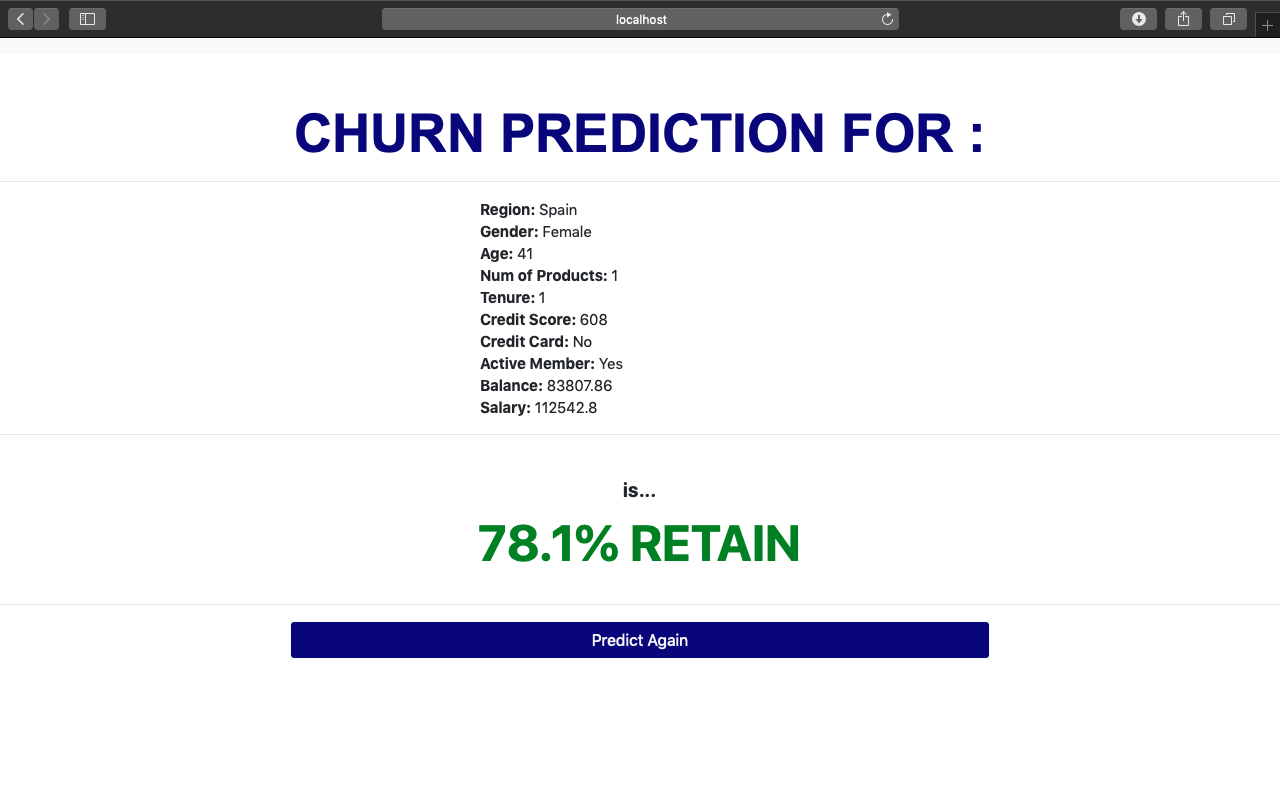 localhost
CHURN PREDICTION FOR :
Region: Spain
Gender: Female
Age: 41
Num of Products: 1
Tenure: 1
Credit Score: 608
Credit Card: No
Active Member: Yes
Balance: 83807.86
Salary: 112542.8
is...
78.1% RETAIN
Predict Again